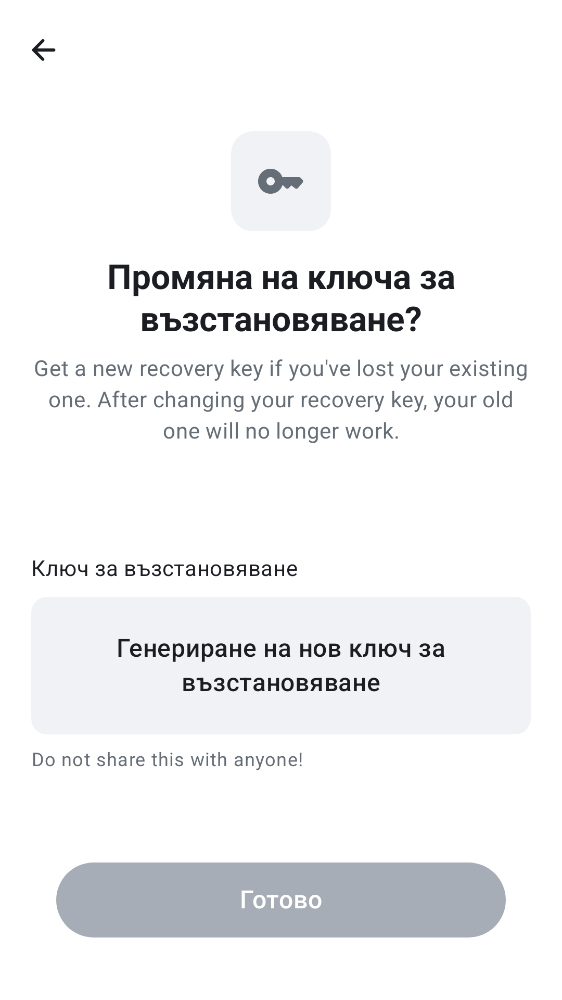 Промяна на ключа за
възстановяване?
Get a new recovery key if you've lost your existing
one. After changing your recovery key, your old
one will no longer work.
Ключ за възстановяване
Генериране на нов ключ за
възстановяване
Do not share this with anyone!
Готово